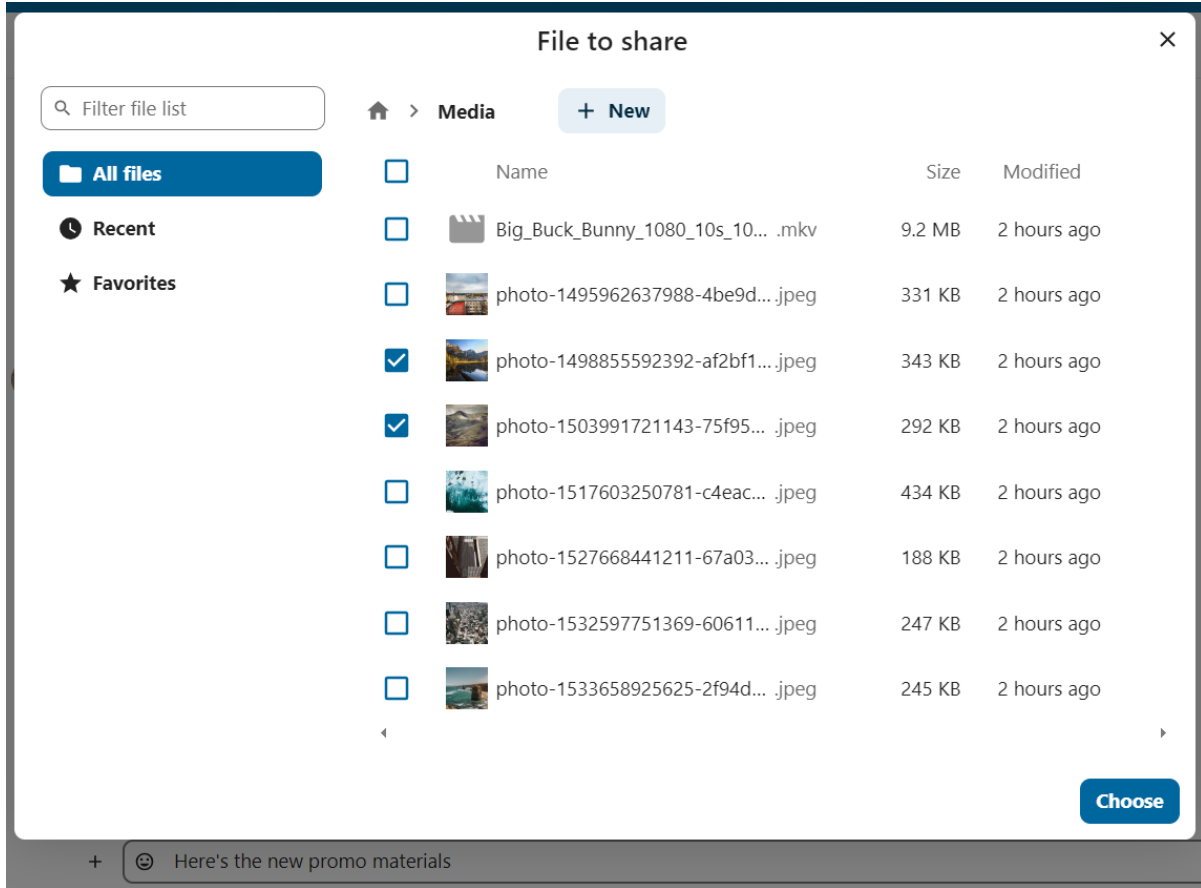 File to share
Filter file list
Media
+ New
All files
Recent
Favorites
Name Size Modified
Big_Buck_Bunny_1080_10s_10... .mkv 9.2 MB 2 hours ago
photo-1495962637988-4be9d... .jpeg 331 KB 2 hours ago
photo-1498855592392-af2bf1... .jpeg 343 KB 2 hours ago
photo-1503991721143-75f95... .jpeg 292 KB 2 hours ago
photo-1517603250781-c4eac... .jpeg 434 KB 2 hours ago
photo-1527668441211-67a03... .jpeg 188 KB 2 hours ago
photo-1532597751369-60611... .jpeg 247 KB 2 hours ago
photo-1533658925625-2f94d... .jpeg 245 KB 2 hours ago
Choose
Here's the new promo materials